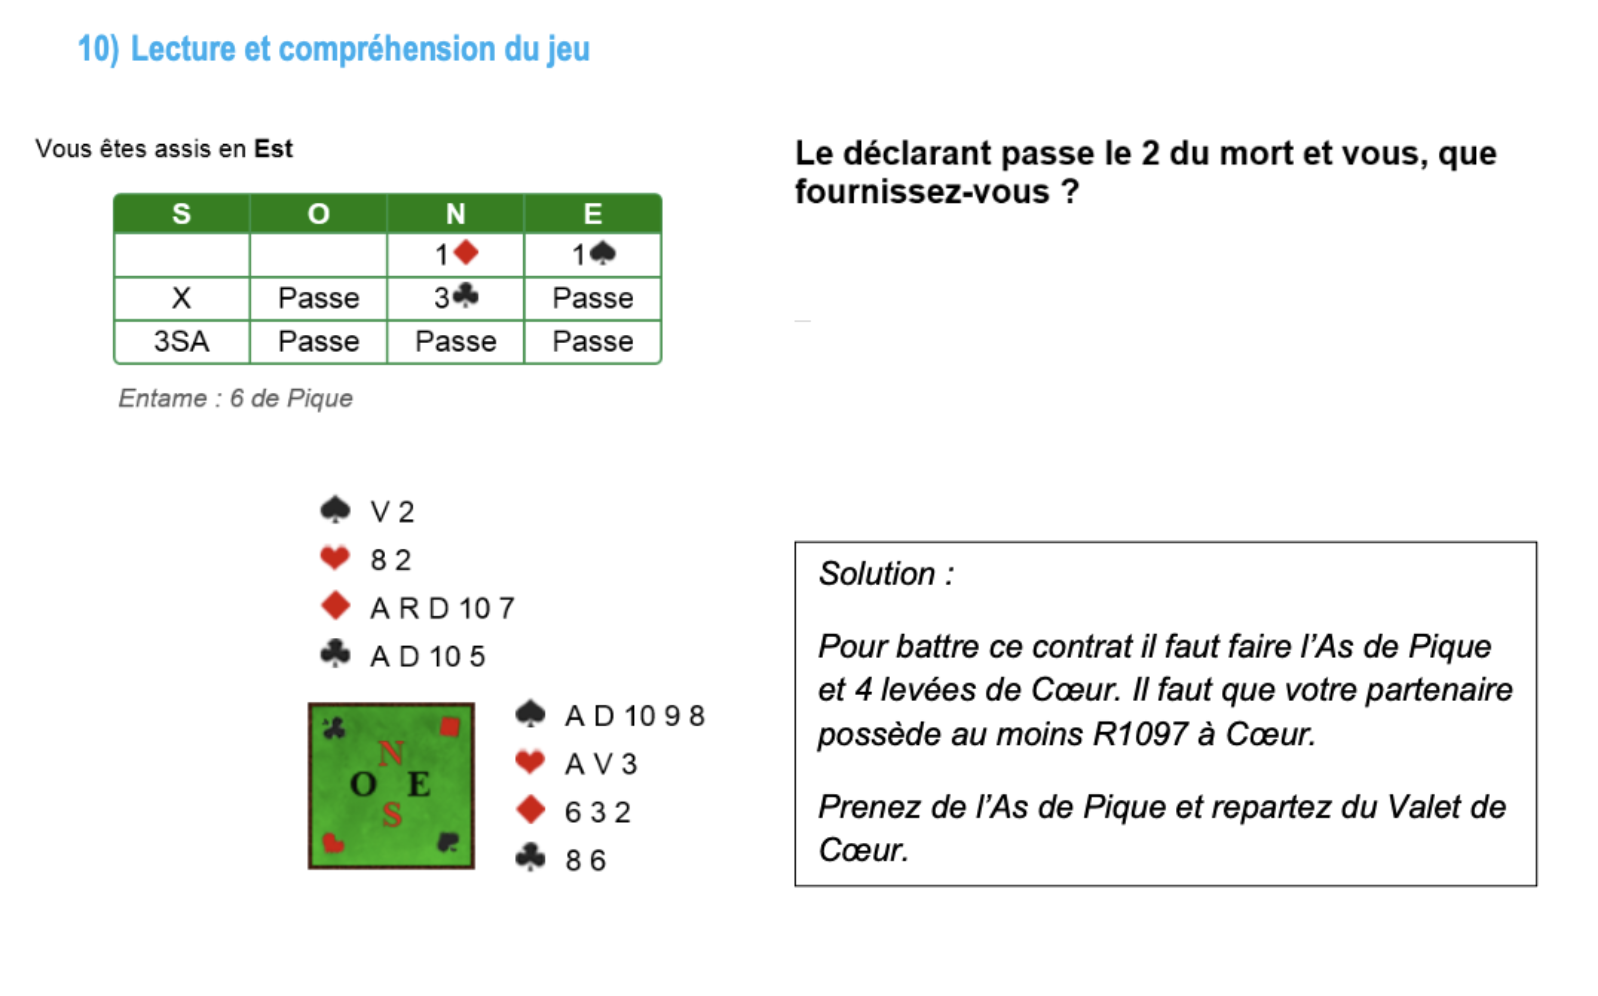 10) Lecture et compréhension du jeu
Vous êtes assis en Est
S O N E
1♦ 1♠
X Passe 3♣ Passe
3SA Passe Passe Passe
Entame : 6 de Pique
♠ V 2
♥ 8 2
♦ A R D 10 7
♣ A D 10 5
N
O E
S
♠ A D 10 9 8
♥ A V 3
♦ 6 3 2
♣ 8 6
Le déclarant passe le 2 du mort et vous, que
fournissez-vous ?
Solution :
Pour battre ce contrat il faut faire l'As de Pique
et 4 levées de Cœur. Il faut que votre partenaire
possède au moins R1097 à Cœur.
Prenez de l'As de Pique et repartez du Valet de
Cœur.